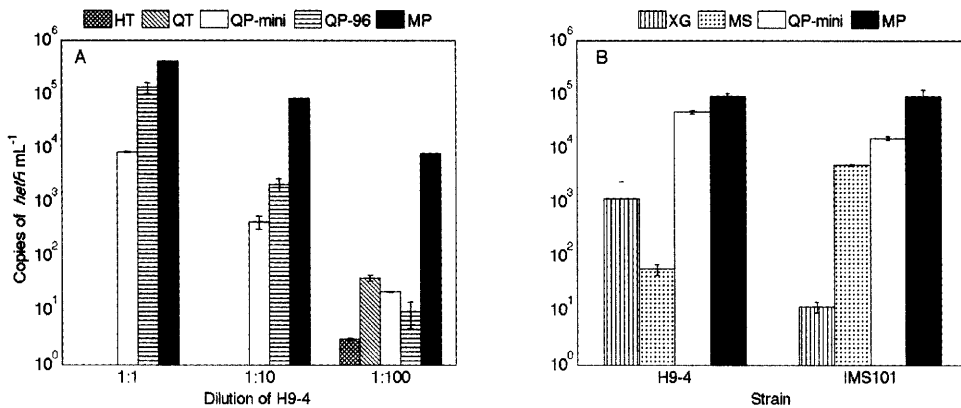 HT QT QP-mini QP-96 MP
XG MS QP-mini MP
A
Copies of hetR mL-1
10^6
10^5
10^4
10^3
10^2
10^1
10^0
1:1 1:10 1:100
Dilution of H9-4
B
10^6
10^5
10^4
10^3
10^2
10^1
10^0
H9-4 IMS101
Strain